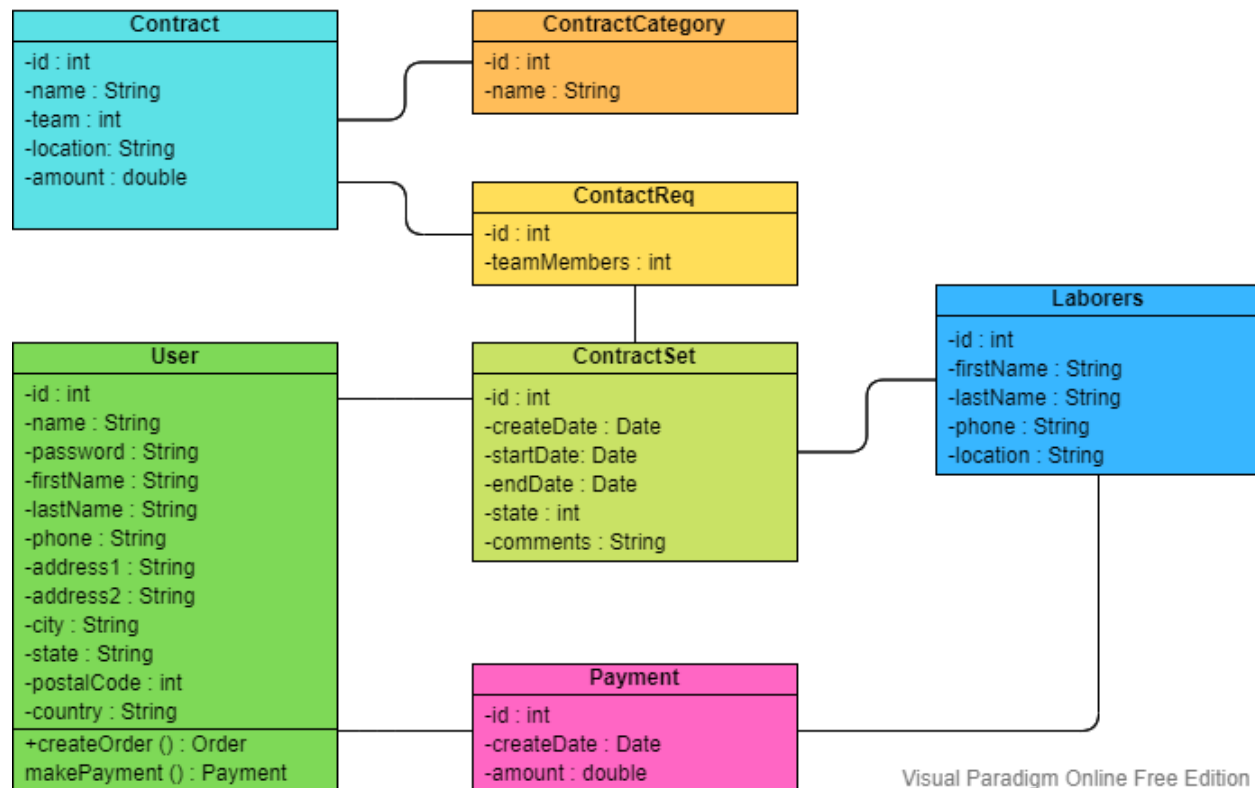 Contract
-id : int
-name : String
-team : int
-location: String
-amount : double
ContractCategory
-id : int
-name : String
ContactReq
-id : int
-teamMembers : int
Laborers
-id : int
-firstName : String
-lastName : String
-phone : String
-location : String
User
-id : int
-name : String
-password : String
-firstName : String
-lastName : String
-phone : String
-address1 : String
-address2 : String
-city : String
-state : String
-postalCode : int
-country : String
+createOrder () : Order
makePayment () : Payment
ContractSet
-id : int
-createDate : Date
-startDate: Date
-endDate : Date
-state : int
-comments : String
Payment
-id : int
-createDate : Date
-amount : double
Visual Paradigm Online Free Edition